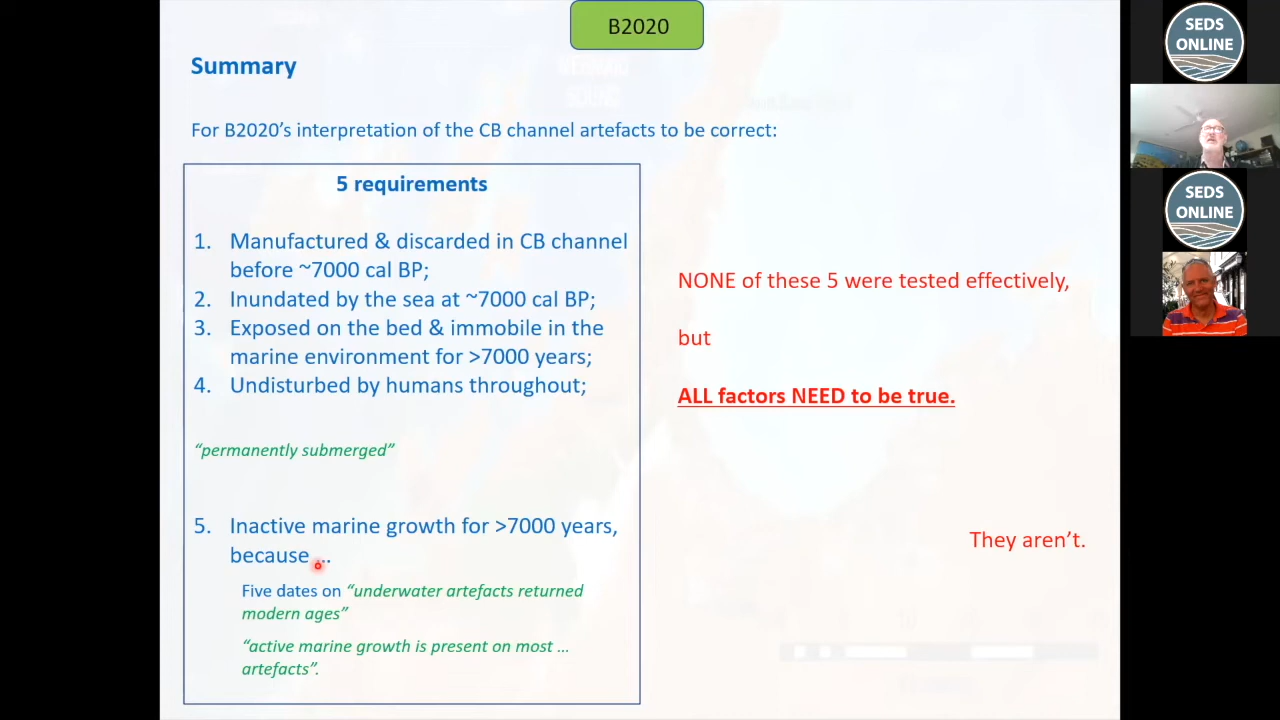 B2020
Summary
For B2020’s interpretation of the CB channel artefacts to be correct:
5 requirements
1. Manufactured & discarded in CB channel
before ~7000 cal BP;
2. Inundated by the sea at ~7000 cal BP;
3. Exposed on the bed & immobile in the
marine environment for >7000 years;
4. Undisturbed by humans throughout;
“permanently submerged”
5. Inactive marine growth for >7000 years,
because …
Five dates on “underwater artefacts returned
modern ages”
“active marine growth is present on most …
artefacts”.
NONE of these 5 were tested effectively,
but
ALL factors NEED to be true.
They aren’t.
SEDS
ONLINE
SEDS
ONLINE